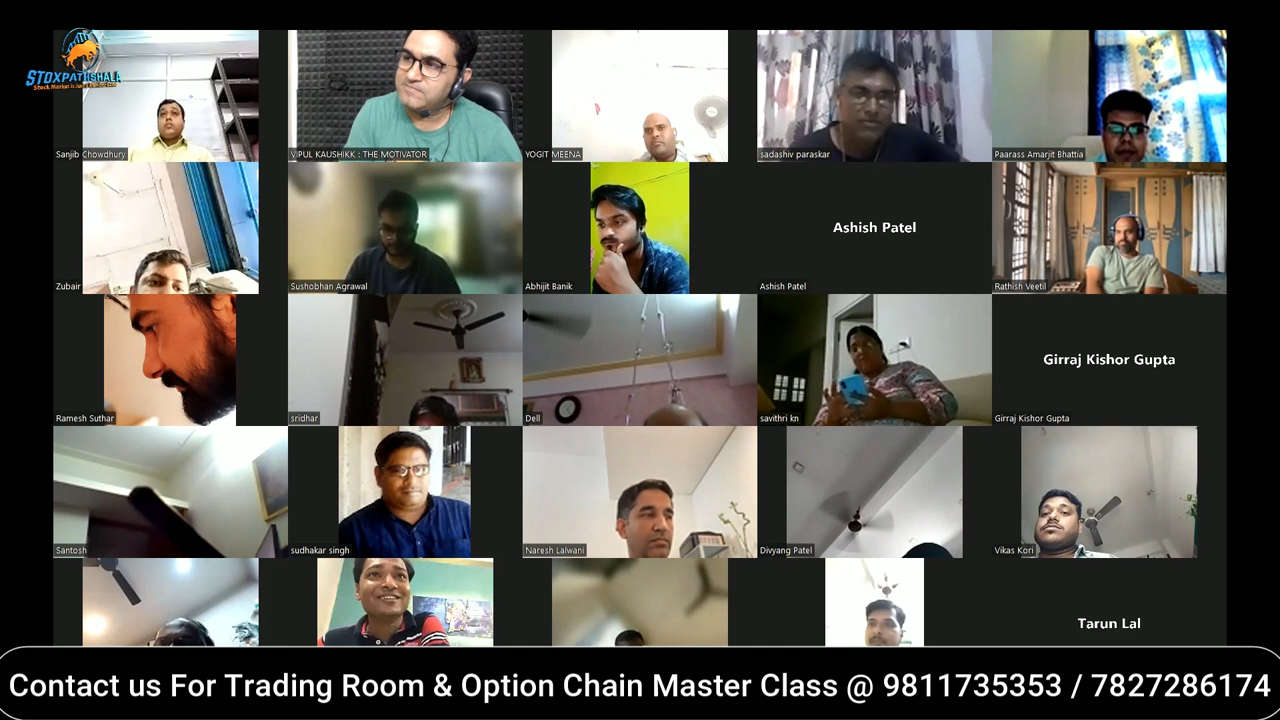 STOXPATHSHALA
Sanjib Chowdhury
VIPUL KAUSHIKK : THE MOTIVATOR
YOGIT MEENA
sadashiv paraskar
Paarass Amarjit Bhattia
Zubair
Sushobhan Agrawal
Abhijit Banik
Ashish Patel
Ashish Patel
Rathish Veetil
Ramesh Suthar
sridhar
Dell
savithri kn
Girraj Kishor Gupta
Girraj Kishor Gupta
Santosh
sudhakar singh
Naresh Lalwani
Divyang Patel
Vikas Kori
Tarun Lal
Contact us For Trading Room & Option Chain Master Class @ 9811735353 / 7827286174